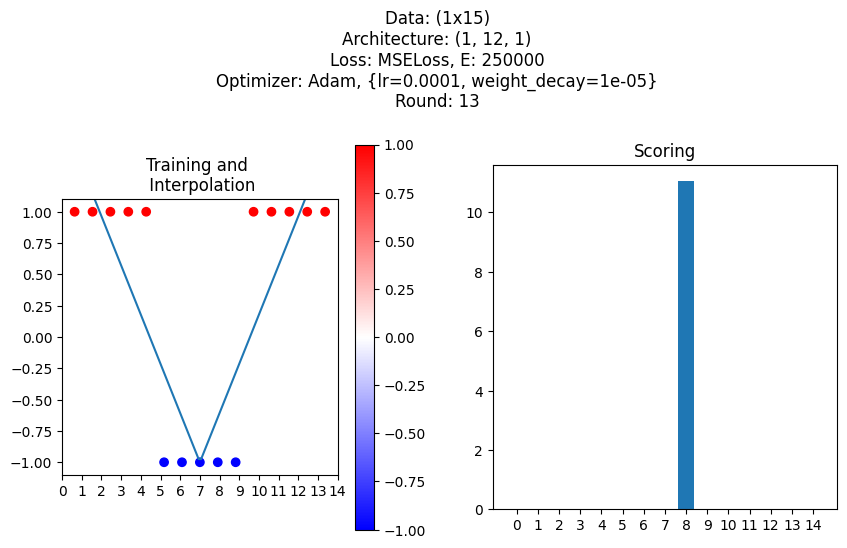 Data: (1x15)
Architecture: (1, 12, 1)
Loss: MSELoss, E: 250000
Optimizer: Adam, {lr=0.0001, weight_decay=1e-05}
Round: 13
Training and
Interpolation
1.00
0.75
0.50
0.25
0.00
−0.25
−0.50
−0.75
−1.00
0 1 2 3 4 5 6 7 8 9 10 11 12 13 14
1.00
0.75
0.50
0.25
0.00
−0.25
−0.50
−0.75
−1.00
Scoring
10
8
6
4
2
0
0 1 2 3 4 5 6 7 8 9 10 11 12 13 14